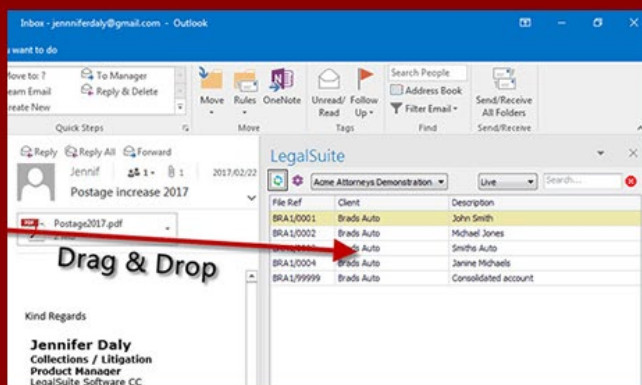 Inbox - jennniferdaly@gmail.com - Outlook
u want to do
Move to: ?
To Manager
Team Email
Reply & Delete
Create New
Quick Steps
Move
Rules
OneNote
Move
Unread/ Read
Follow Up
Tags
Search People
Address Book
Filter Email
Find
Send/Receive All Folders
Send/Receive
Reply Reply All Forward
Jennif 1 1 2017/02/22
Postage increase 2017
PDF Postage2017.pdf
Drag & Drop
Kind Regards
Jennifer Daly
Collections / Litigation
Product Manager
LegalSuite Software CC
LegalSuite
Acme Attorneys Demonstration Live Search...
File Ref Client Description
BRA1/0001 Brads Auto John Smith
BRA1/0002 Brads Auto Michael Jones
Smiths Auto
BRA1/0004 Brads Auto Janine Michaels
BRA1/99999 Brads Auto Consolidated account